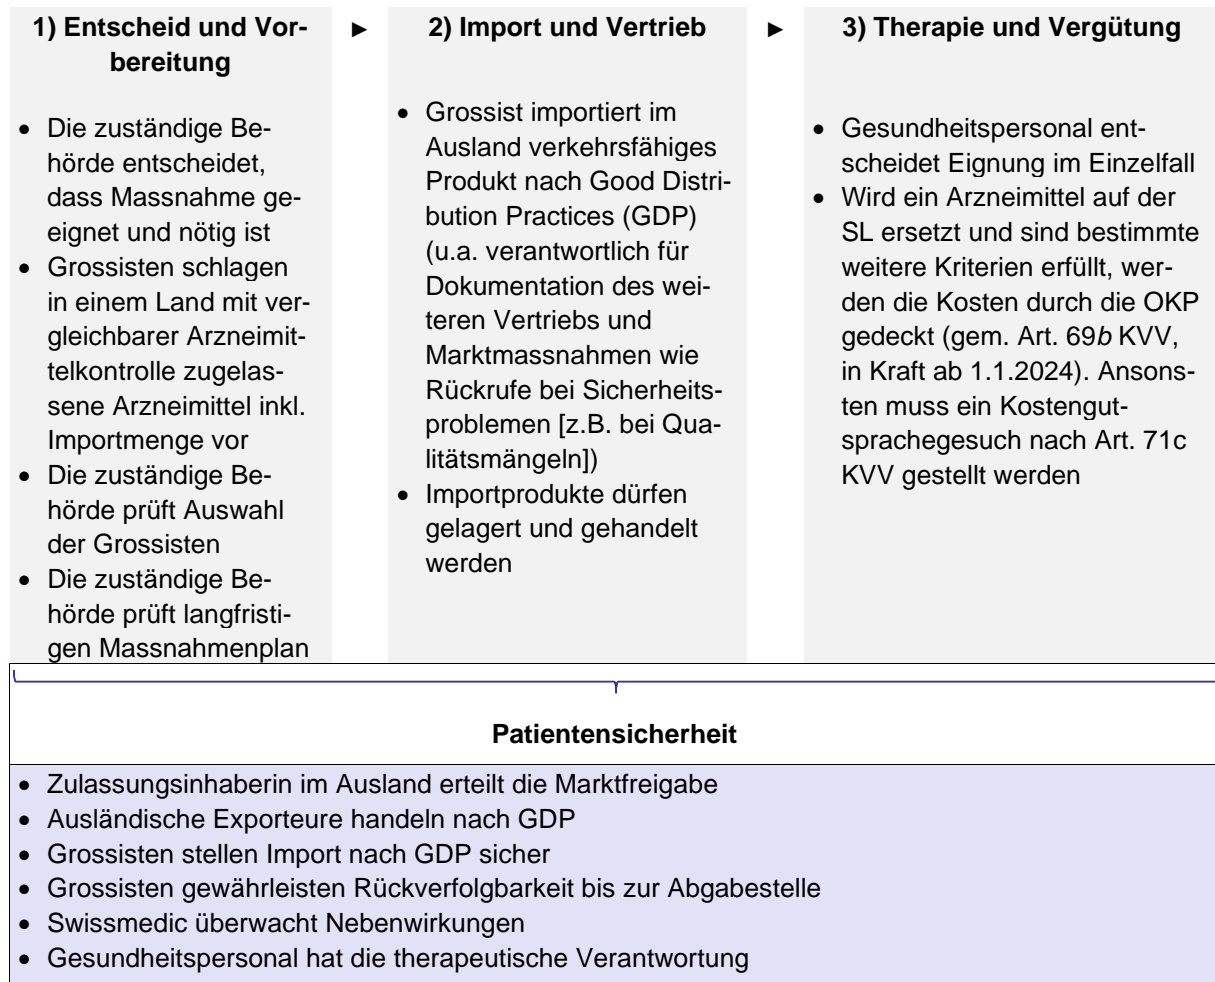 1) Entscheid und Vor-
bereitung
• Die zuständige Be-
hörde entscheidet,
dass Massnahme ge-
eignet und nötig ist
• Grossisten schlagen
in einem Land mit ver-
gleichbarer Arzneimit-
telkontrolle zugelas-
sene Arzneimittel inkl.
Importmenge vor
• Die zuständige Be-
hörde prüft Auswahl
der Grossisten
• Die zuständige Be-
hörde prüft langfristi-
gen Massnahmenplan
►
2) Import und Vertrieb
• Grossist importiert im
Ausland verkehrsfähiges
Produkt nach Good Distri-
bution Practices (GDP)
(u.a. verantwortlich für
Dokumentation des wei-
teren Vertriebs und
Marktmassnahmen wie
Rückrufe bei Sicherheits-
problemen [z.B. bei Qua-
litätsmängeln])
• Importprodukte dürfen
gelagert und gehandelt
werden
►
3) Therapie und Vergütung
• Gesundheitspersonal ent-
scheidet Eignung im Einzelfall
• Wird ein Arzneimittel auf der
SL ersetzt und sind bestimmte
weitere Kriterien erfüllt, wer-
den die Kosten durch die OKP
gedeckt (gem. Art. 69b KVV,
in Kraft ab 1.1.2024). Ansons-
ten muss ein Kostengut-
sprachegesuch nach Art. 71c
KVV gestellt werden
Patientensicherheit
• Zulassungsinhaberin im Ausland erteilt die Marktfreigabe
• Ausländische Exporteure handeln nach GDP
• Grossisten stellen Import nach GDP sicher
• Grossisten gewährleisten Rückverfolgbarkeit bis zur Abgabestelle
• Swissmedic überwacht Nebenwirkungen
• Gesundheitspersonal hat die therapeutische Verantwortung